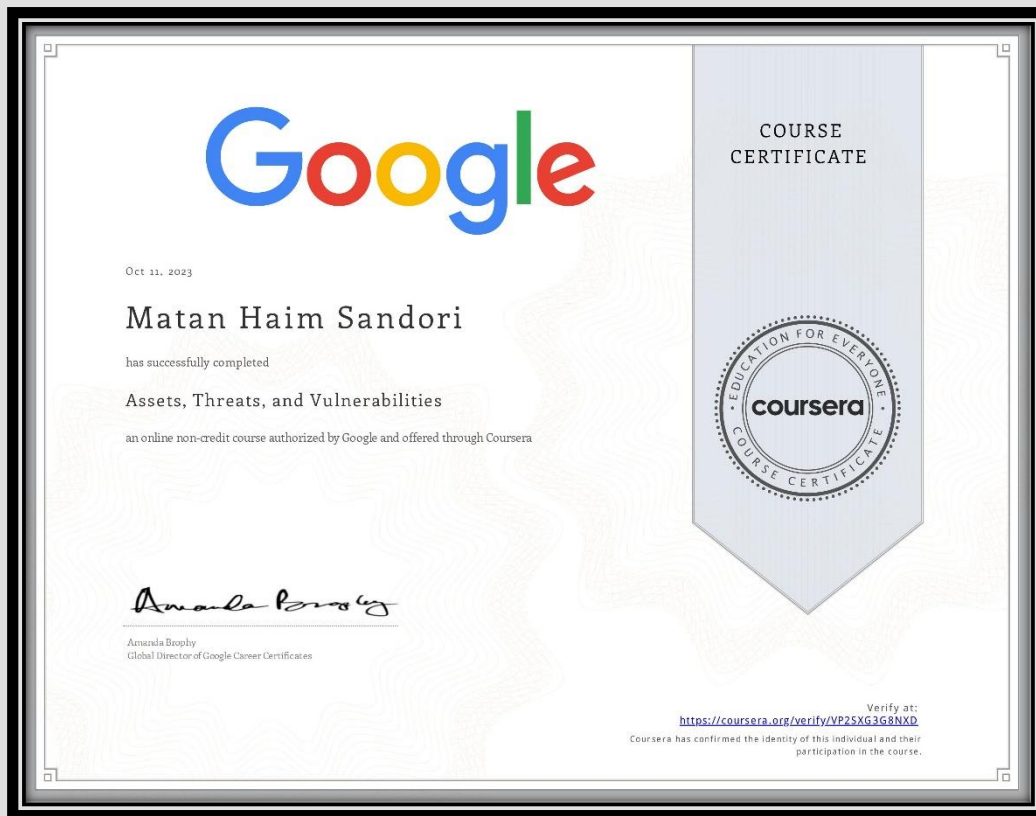 Google
COURSE
CERTIFICATE
Oct 11, 2023
Matan Haim Sandori
has successfully completed
Assets, Threats, and Vulnerabilities
an online non-credit course authorized by Google and offered through Coursera
EDUCATION FOR EVERYONE
coursera
COURSE CERTIFICATE
Amanda Brophy
Amanda Brophy
Global Director of Google Career Certificates
Verify at:
https://coursera.org/verify/VP2SXG3G8NXD
Coursera has confirmed the identity of this individual and their
participation in the course.